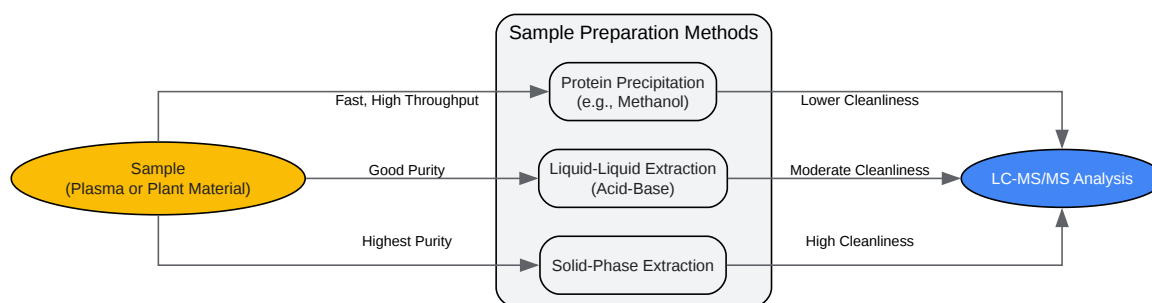 Sample Preparation Methods
Protein Precipitation
(e.g., Methanol)
Fast, High Throughput
Lower Cleanliness
Sample
(Plasma or Plant Material)
Good Purity
Liquid-Liquid Extraction
(Acid-Base)
Moderate Cleanliness
LC-MS/MS Analysis
Highest Purity
Solid-Phase Extraction
High Cleanliness